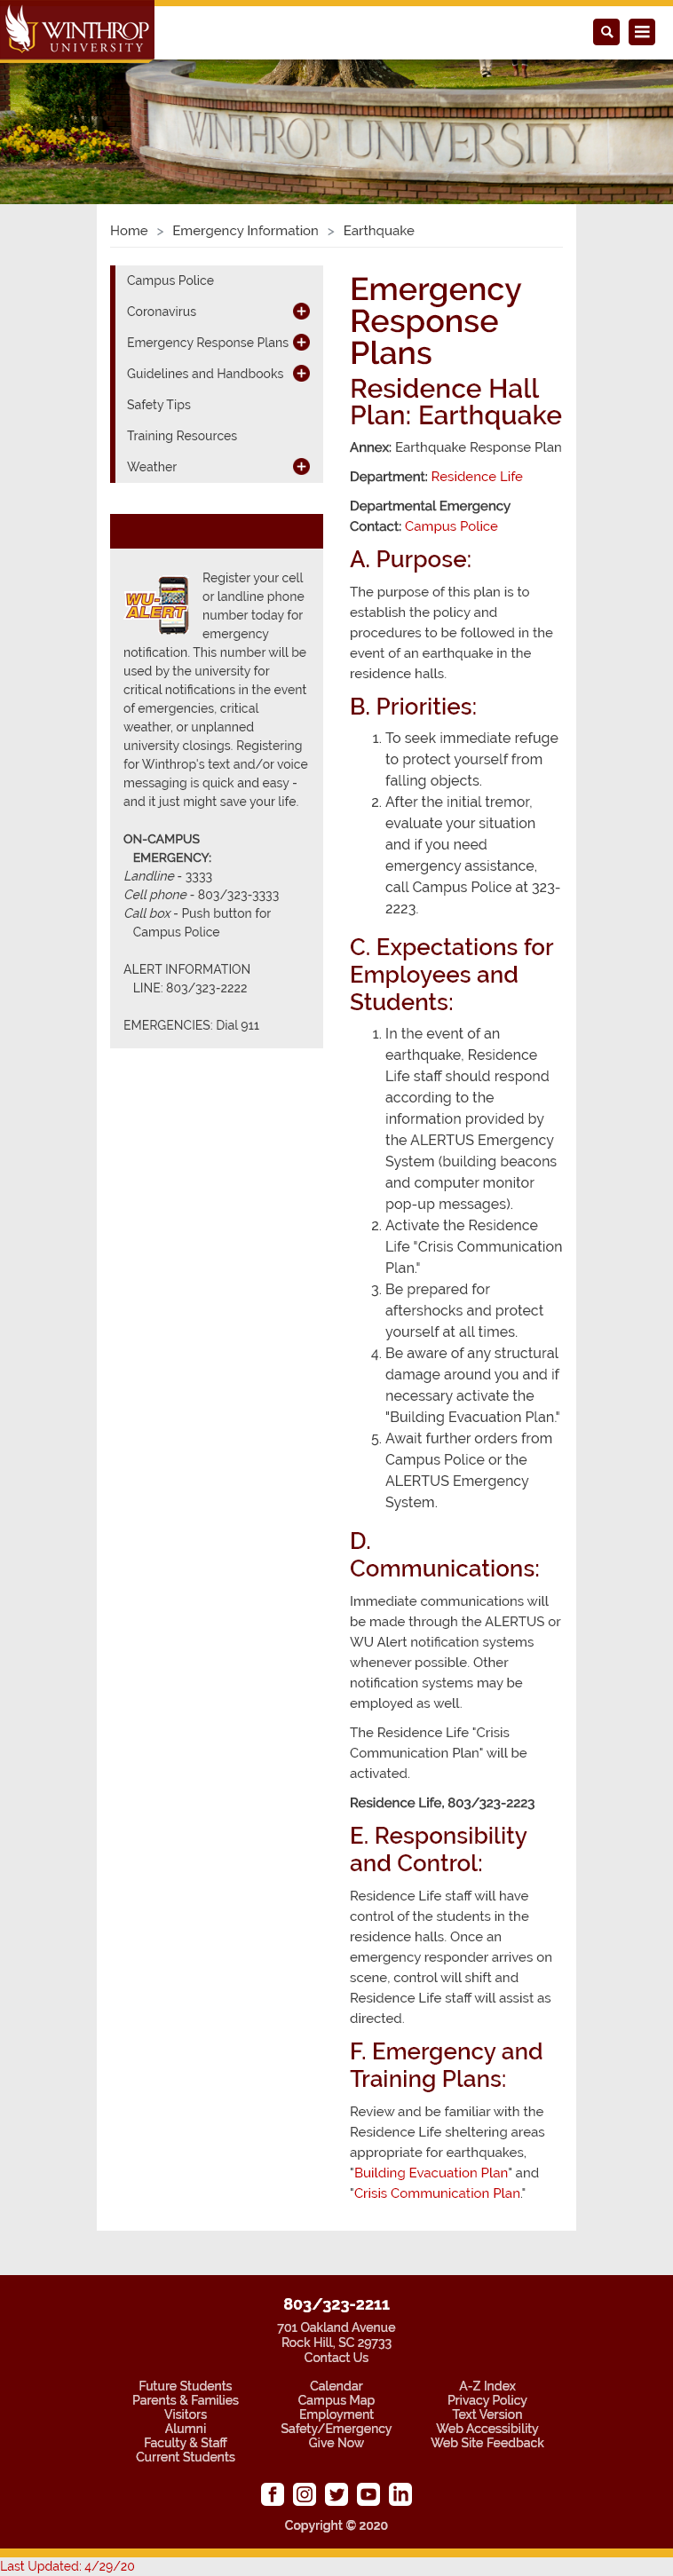 WINTHROP
UNIVERSITY
WINTHROP UNIVERSITY
Home > Emergency Information > Earthquake
Campus Police
Coronavirus
Emergency Response Plans
Guidelines and Handbooks
Safety Tips
Training Resources
Weather
WU-
ALERT
Register your cell
or landline phone
number today for
emergency
notification. This number will be
used by the university for
critical notifications in the event
of emergencies, critical
weather, or unplanned
university closings. Registering
for Winthrop's text and/or voice
messaging is quick and easy -
and it just might save your life.
ON-CAMPUS
EMERGENCY:
Landline - 3333
Cell phone - 803/323-3333
Call box - Push button for
Campus Police
ALERT INFORMATION
LINE: 803/323-2222
EMERGENCIES: Dial 911
Emergency
Response
Plans
Residence Hall
Plan: Earthquake
Annex: Earthquake Response Plan
Department: Residence Life
Departmental Emergency
Contact: Campus Police
A. Purpose:
The purpose of this plan is to
establish the policy and
procedures to be followed in the
event of an earthquake in the
residence halls.
B. Priorities:
1. To seek immediate refuge
to protect yourself from
falling objects.
2. After the initial tremor,
evaluate your situation
and if you need
emergency assistance,
call Campus Police at 323-
2223.
C. Expectations for
Employees and
Students:
1. In the event of an
earthquake, Residence
Life staff should respond
according to the
information provided by
the ALERTUS Emergency
System (building beacons
and computer monitor
pop-up messages).
2. Activate the Residence
Life "Crisis Communication
Plan."
3. Be prepared for
aftershocks and protect
yourself at all times.
4. Be aware of any structural
damage around you and if
necessary activate the
"Building Evacuation Plan."
5. Await further orders from
Campus Police or the
ALERTUS Emergency
System.
D.
Communications:
Immediate communications will
be made through the ALERTUS or
WU Alert notification systems
whenever possible. Other
notification systems may be
employed as well.
The Residence Life "Crisis
Communication Plan" will be
activated.
Residence Life, 803/323-2223
E. Responsibility
and Control:
Residence Life staff will have
control of the students in the
residence halls. Once an
emergency responder arrives on
scene, control will shift and
Residence Life staff will assist as
directed.
F. Emergency and
Training Plans:
Review and be familiar with the
Residence Life sheltering areas
appropriate for earthquakes,
"Building Evacuation Plan" and
"Crisis Communication Plan."
803/323-2211
701 Oakland Avenue
Rock Hill, SC 29733
Contact Us
Future Students
Parents & Families
Visitors
Alumni
Faculty & Staff
Current Students
Calendar
Campus Map
Employment
Safety/Emergency
Give Now
A-Z Index
Privacy Policy
Text Version
Web Accessibility
Web Site Feedback
Copyright © 2020
Last Updated: 4/29/20